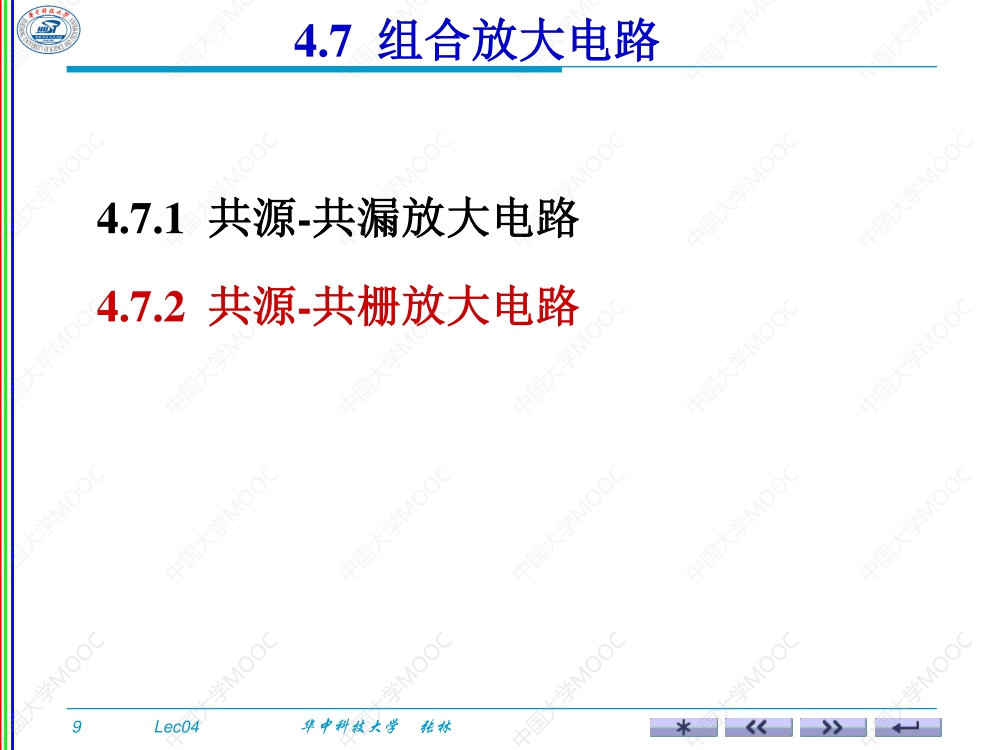 4.7 组合放大电路
4.7.1 共源-共漏放大电路
4.7.2 共源-共栅放大电路
9 Lec04 华中科技大学 张林
中国大学MOOC